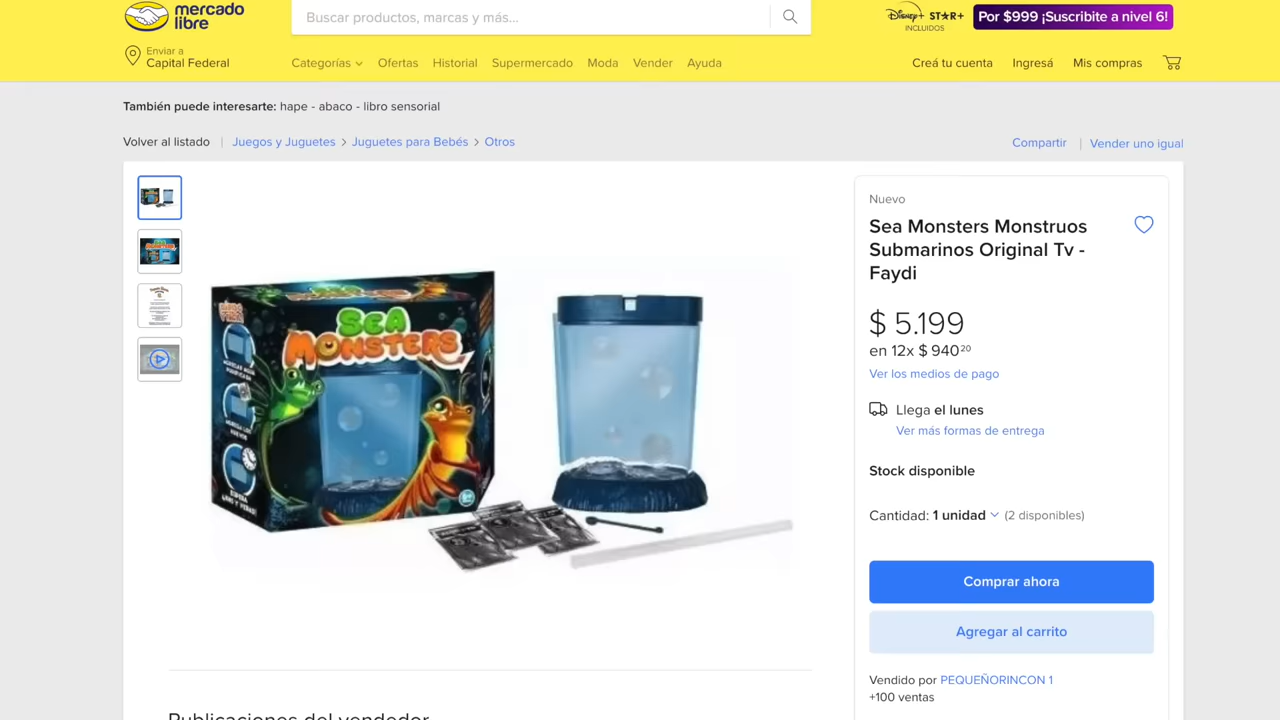 mercado
libre
Buscar productos, marcas y más...
Disney+ STAR+
INCLUIDOS
Por $999 ¡Suscribite a nivel 6!
Enviar a
Capital Federal
Categorías
Ofertas
Historial
Supermercado
Moda
Vender
Ayuda
Creá tu cuenta
Ingresá
Mis compras
También puede interesarte: hape - abaco - libro sensorial
Volver al listado | Juegos y Juguetes > Juguetes para Bebés > Otros
Compartir | Vender uno igual
SEA
MONSTERS
Nuevo
Sea Monsters Monstruos
Submarinos Original Tv -
Faydi
$ 5.199
en 12x $ 940 20
Ver los medios de pago
Llega el lunes
Ver más formas de entrega
Stock disponible
Cantidad: 1 unidad (2 disponibles)
Comprar ahora
Agregar al carrito
Vendido por PEQUEÑORINCON 1
+100 ventas
Publicaciones del vendedor